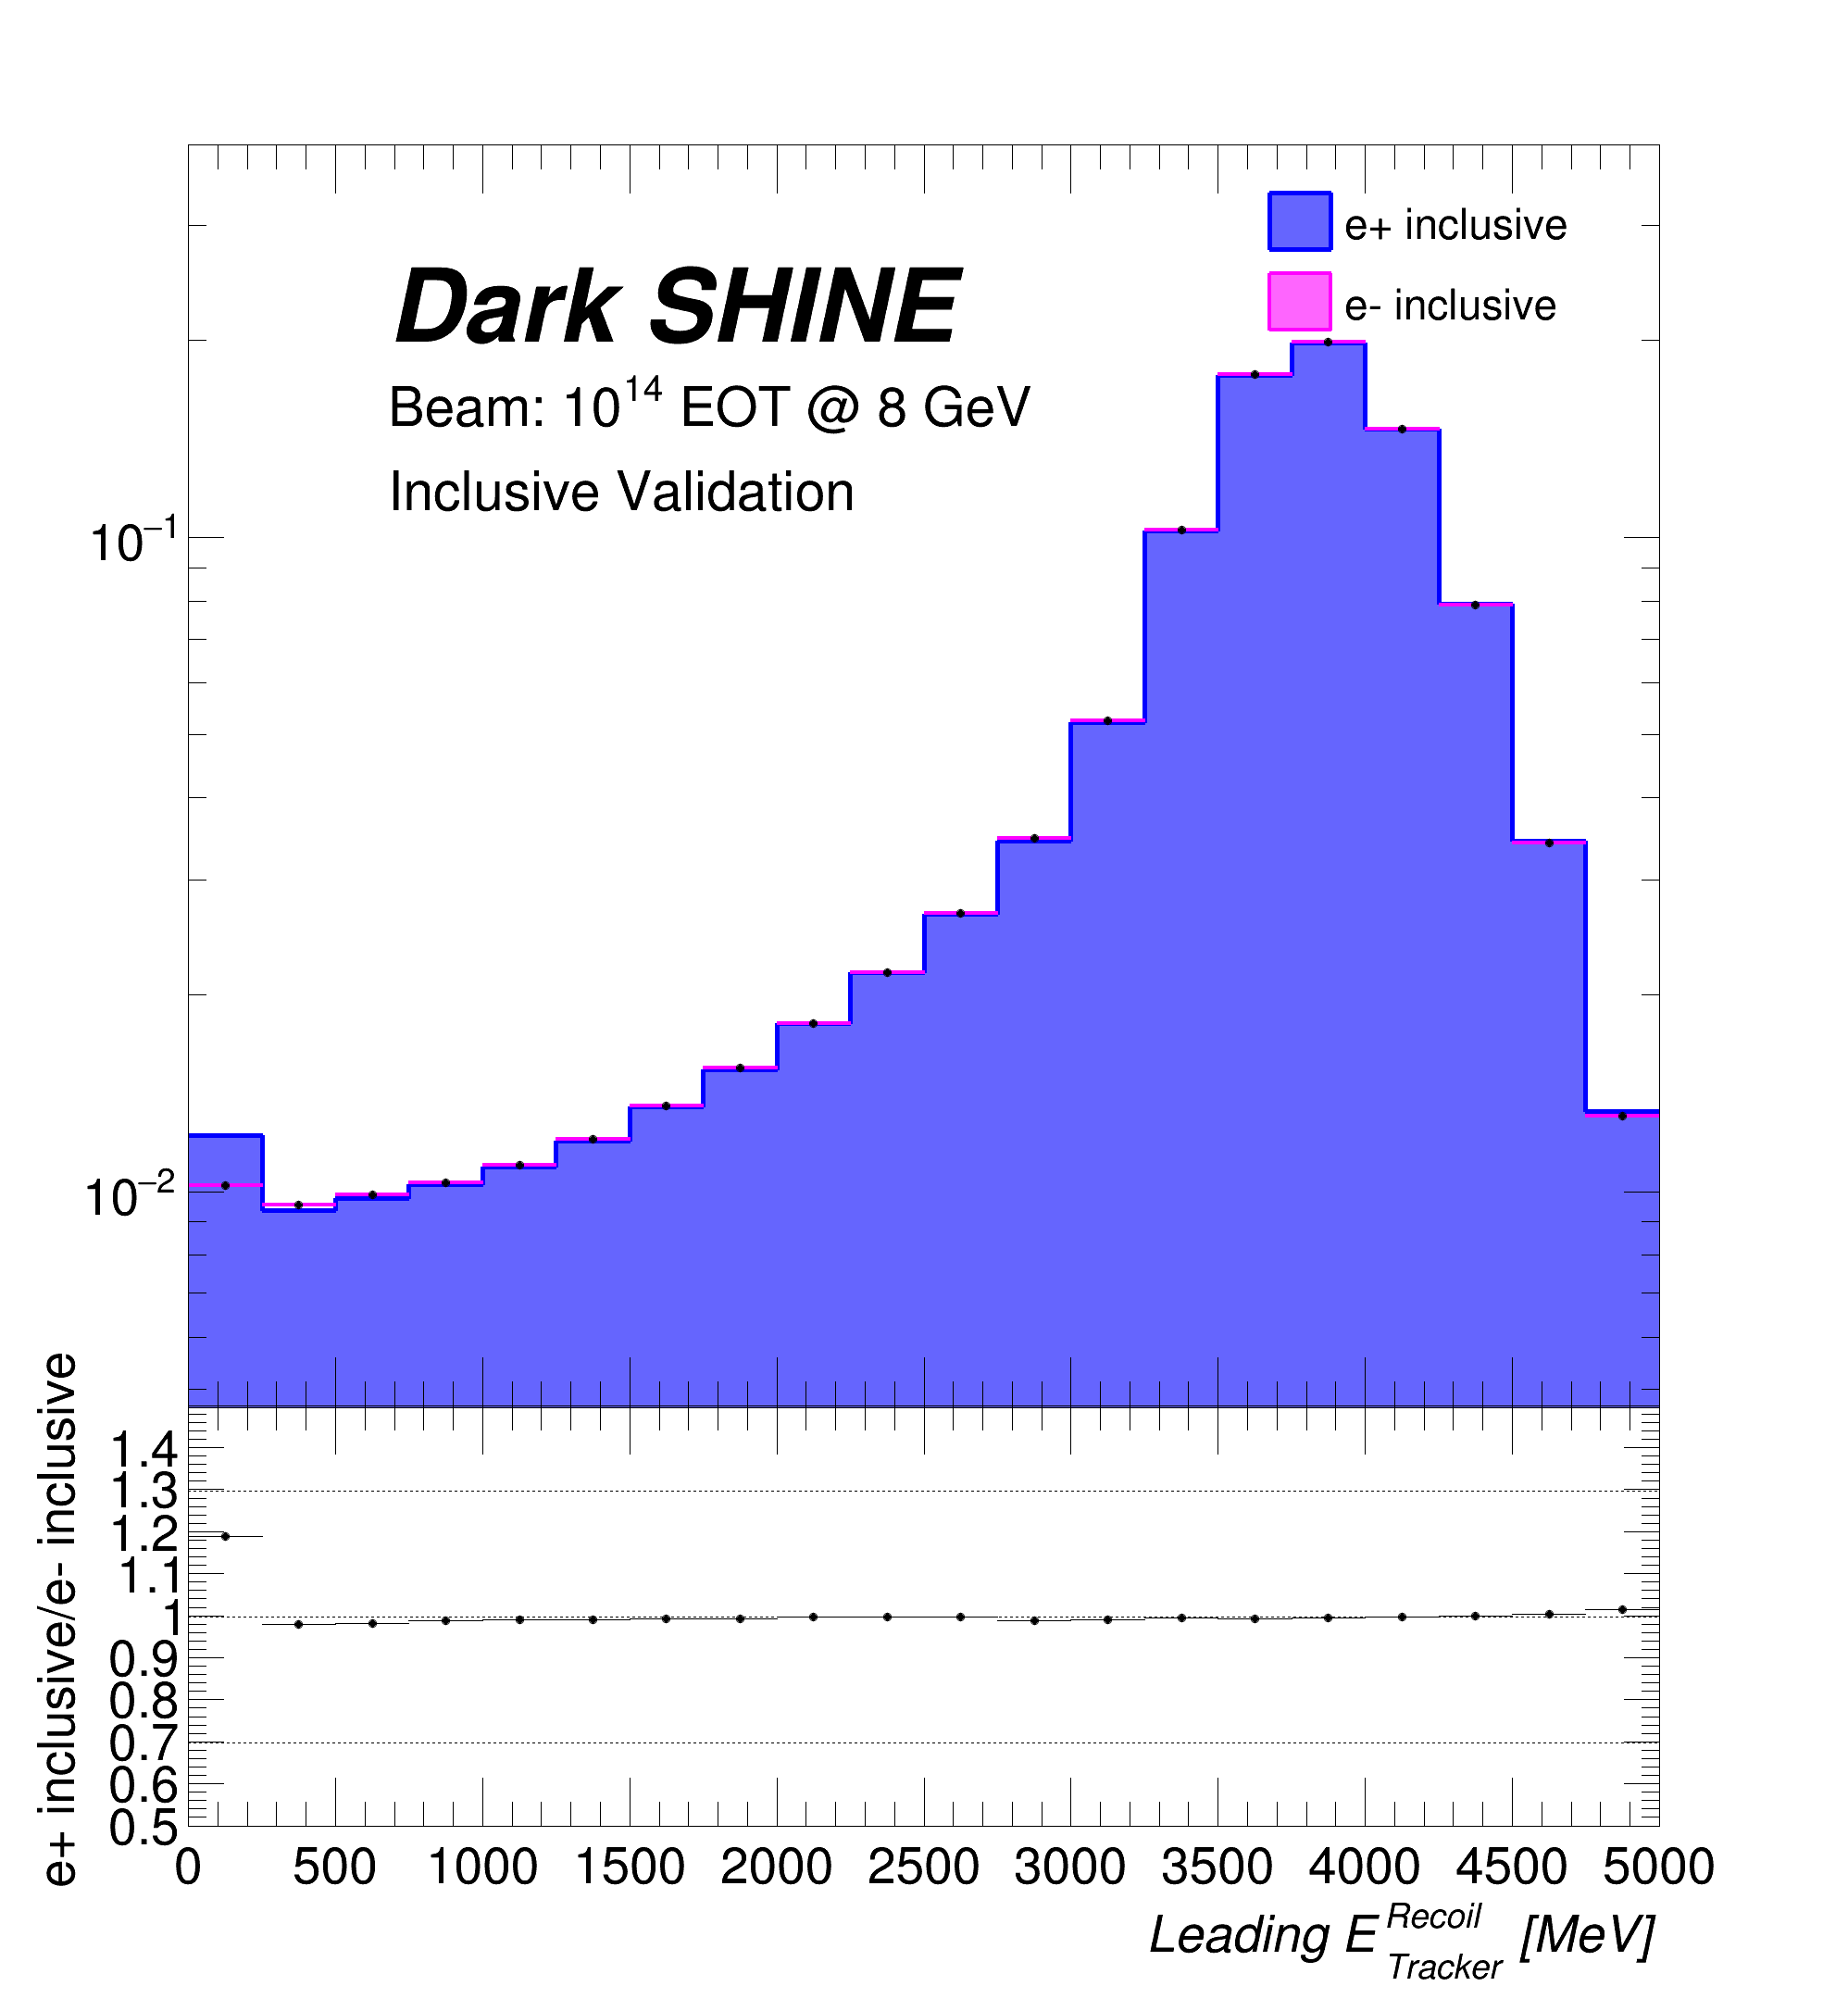 e+ inclusive
e- inclusive
Dark SHINE
Beam: 10^14 EOT @ 8 GeV
Inclusive Validation
10^−1
10^−2
e+ inclusive/e- inclusive
1.4
1.3
1.2
1.1
1
0.9
0.8
0.7
0.6
0.5
0 500 1000 1500 2000 2500 3000 3500 4000 4500 5000
Leading E^Recoil_Tracker [MeV]